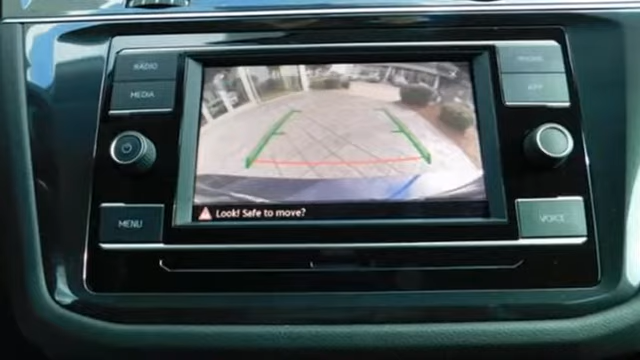 RADIO
MEDIA
PHONE
APP
MENU
VOICE
Look! Safe to move?